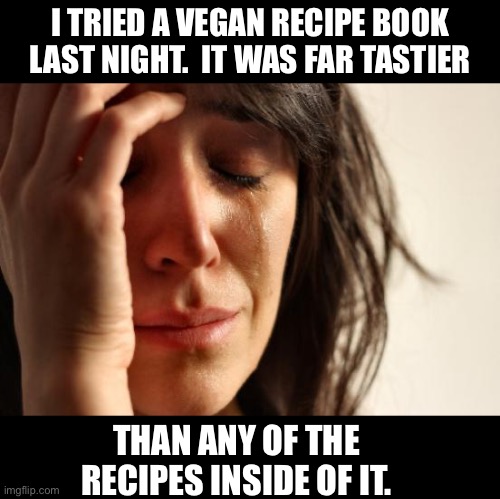 I TRIED A VEGAN RECIPE BOOK
LAST NIGHT.  IT WAS FAR TASTIER
THAN ANY OF THE
RECIPES INSIDE OF IT.
imgflip.com